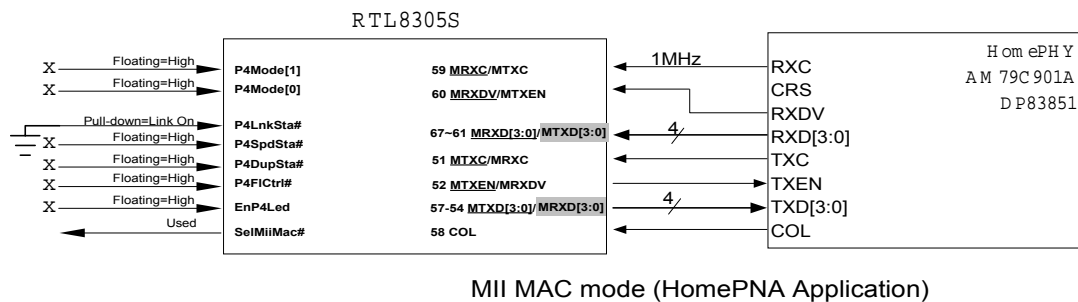 RTL8305S
X Floating=High P4Mode[1]
X Floating=High P4Mode[0]
Pull-down=Link On P4LnkSta#
X Floating=High P4SpdSta#
X Floating=High P4DupSta#
X Floating=High P4FlCtrl#
X Floating=High EnP4Led
Used SelMiiMac#
59 MRXC/MTXC
60 MRXDV/MTXEN
67~61 MRXD[3:0]/MTXD[3:0]
51 MTXC/MRXC
52 MTXEN/MRXDV
57-54 MTXD[3:0]/MRXD[3:0]
58 COL
1MHz
4
4
HomePHY
AM79C901A
DP83851
RXC
CRS
RXDV
RXD[3:0]
TXC
TXEN
TXD[3:0]
COL
MII MAC mode (HomePNA Application)